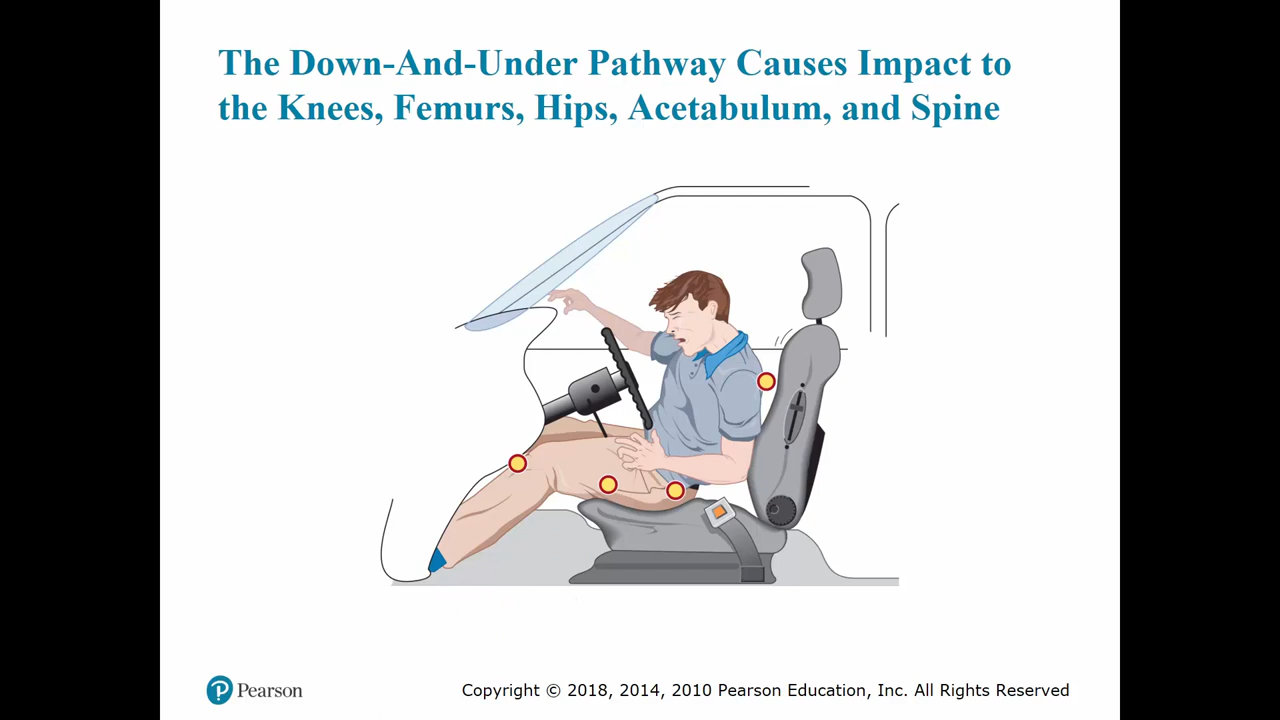 The Down-And-Under Pathway Causes Impact to
the Knees, Femurs, Hips, Acetabulum, and Spine
Pearson
Copyright © 2018, 2014, 2010 Pearson Education, Inc. All Rights Reserved